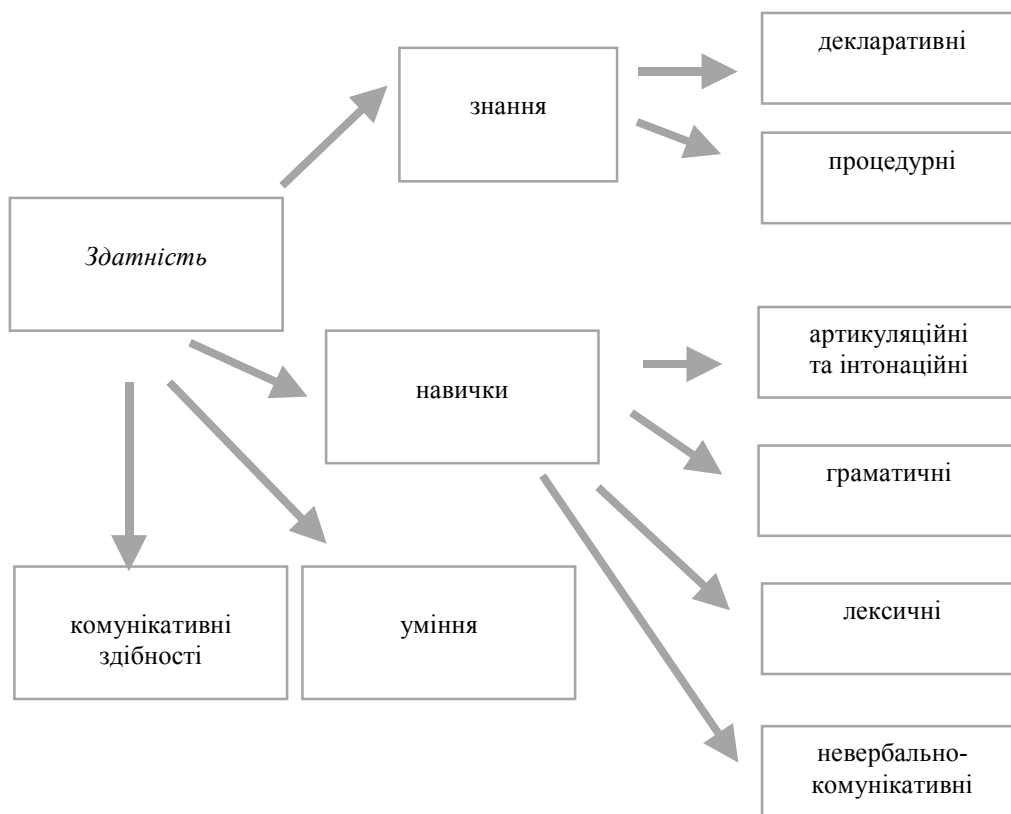 декларативні
знання
процедурні
Здатність
артикуляційні
та інтонаційні
навички
граматичні
лексичні
комунікативні
здібності
уміння
невербально-
комунікативні